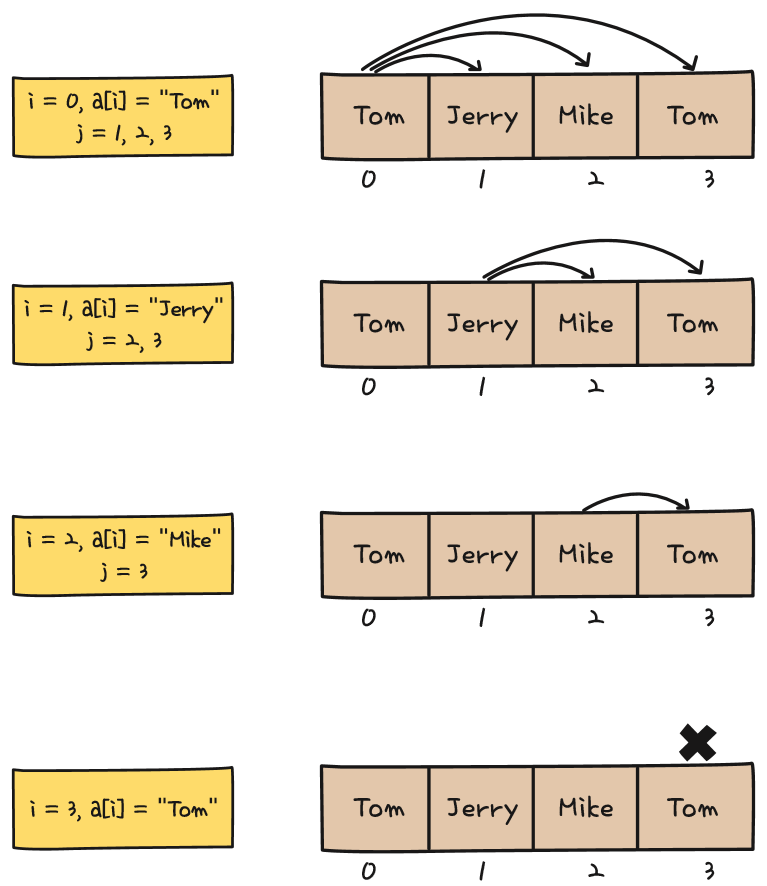 i = 0, a[i] = "Tom"
j = 1, 2, 3
Tom Jerry Mike Tom
0 1 2 3
i = 1, a[i] = "Jerry"
j = 2, 3
Tom Jerry Mike Tom
0 1 2 3
i = 2, a[i] = "Mike"
j = 3
Tom Jerry Mike Tom
0 1 2 3
i = 3, a[i] = "Tom"
Tom Jerry Mike Tom
0 1 2 3